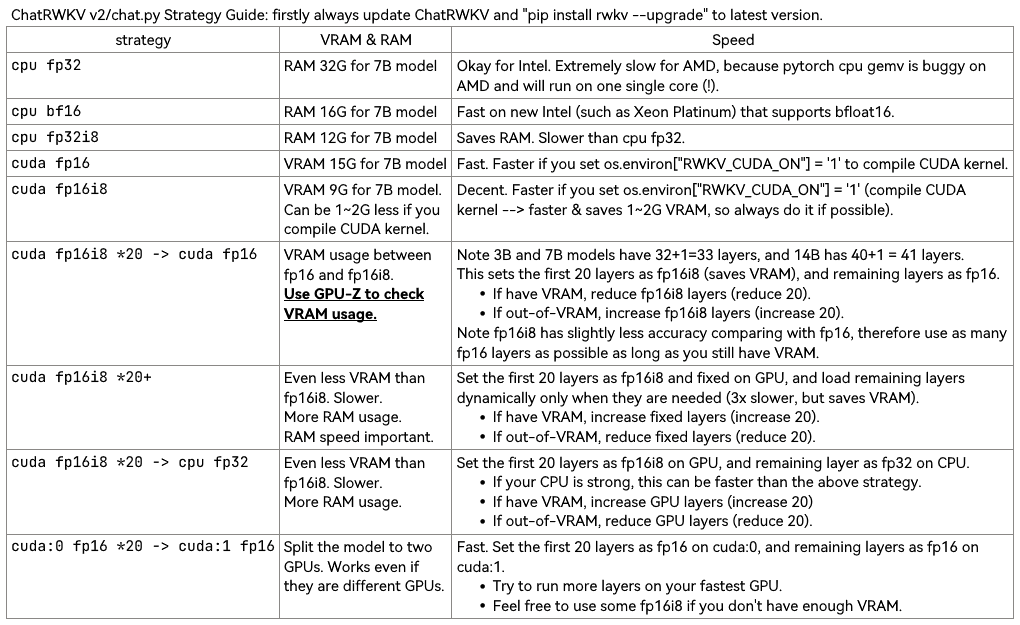 ChatRWKV v2/chat.py Strategy Guide: firstly always update ChatRWKV and "pip install rwkv --upgrade" to latest version.
strategy
VRAM & RAM
Speed
cpu fp32
RAM 32G for 7B model
Okay for Intel. Extremely slow for AMD, because pytorch cpu gemv is buggy on
AMD and will run on one single core (!).
cpu bf16
RAM 16G for 7B model
Fast on new Intel (such as Xeon Platinum) that supports bfloat16.
cpu fp32i8
RAM 12G for 7B model
Saves RAM. Slower than cpu fp32.
cuda fp16
VRAM 15G for 7B model
Fast. Faster if you set os.environ["RWKV_CUDA_ON"] = '1' to compile CUDA kernel.
cuda fp16i8
VRAM 9G for 7B model.
Can be 1~2G less if you
compile CUDA kernel.
Decent. Faster if you set os.environ["RWKV_CUDA_ON"] = '1' (compile CUDA
kernel --> faster & saves 1~2G VRAM, so always do it if possible).
cuda fp16i8 *20 -> cuda fp16
VRAM usage between
fp16 and fp16i8.
Use GPU-Z to check
VRAM usage.
Note 3B and 7B models have 32+1=33 layers, and 14B has 40+1 = 41 layers.
This sets the first 20 layers as fp16i8 (saves VRAM), and remaining layers as fp16.
• If have VRAM, reduce fp16i8 layers (reduce 20).
• If out-of-VRAM, increase fp16i8 layers (increase 20).
Note fp16i8 has slightly less accuracy comparing with fp16, therefore use as many
fp16 layers as possible as long as you still have VRAM.
cuda fp16i8 *20+
Even less VRAM than
fp16i8. Slower.
More RAM usage.
RAM speed important.
Set the first 20 layers as fp16i8 and fixed on GPU, and load remaining layers
dynamically only when they are needed (3x slower, but saves VRAM).
• If have VRAM, increase fixed layers (increase 20).
• If out-of-VRAM, reduce fixed layers (reduce 20).
cuda fp16i8 *20 -> cpu fp32
Even less VRAM than
fp16i8. Slower.
More RAM usage.
Set the first 20 layers as fp16i8 on GPU, and remaining layer as fp32 on CPU.
• If your CPU is strong, this can be faster than the above strategy.
• If have VRAM, increase GPU layers (increase 20)
• If out-of-VRAM, reduce GPU layers (reduce 20).
cuda:0 fp16 *20 -> cuda:1 fp16
Split the model to two
GPUs. Works even if
they are different GPUs.
Fast. Set the first 20 layers as fp16 on cuda:0, and remaining layers as fp16 on
cuda:1.
• Try to run more layers on your fastest GPU.
• Feel free to use some fp16i8 if you don't have enough VRAM.